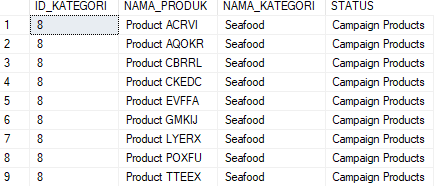 ID_KATEGORI NAMA_PRODUK NAMA_KATEGORI STATUS
1 8 Product ACRVI Seafood Campaign Products
2 8 Product AQOKR Seafood Campaign Products
3 8 Product CBRRL Seafood Campaign Products
4 8 Product CKEDC Seafood Campaign Products
5 8 Product EVFFA Seafood Campaign Products
6 8 Product GMKIJ Seafood Campaign Products
7 8 Product LYERX Seafood Campaign Products
8 8 Product POXFU Seafood Campaign Products
9 8 Product TTEEX Seafood Campaign Products